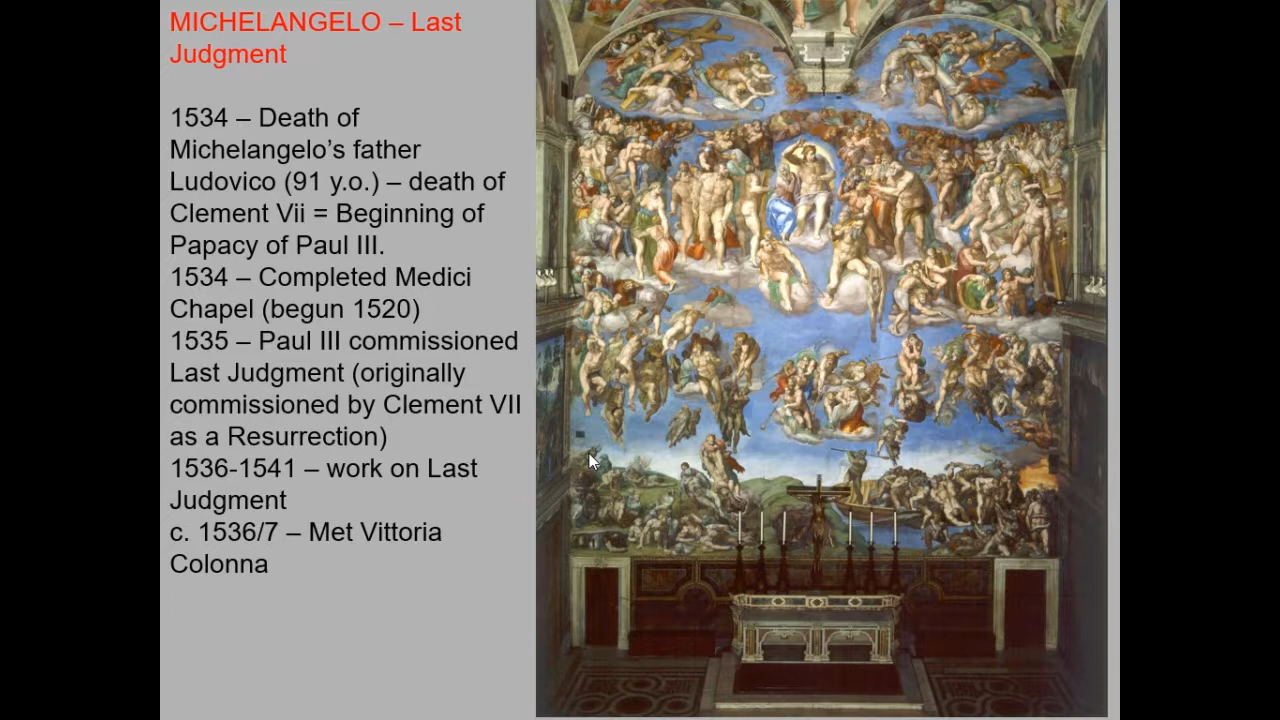 MICHELANGELO – Last
Judgment
1534 – Death of
Michelangelo’s father
Ludovico (91 y.o.) – death of
Clement Vii = Beginning of
Papacy of Paul III.
1534 – Completed Medici
Chapel (begun 1520)
1535 – Paul III commissioned
Last Judgment (originally
commissioned by Clement VII
as a Resurrection)
1536-1541 – work on Last
Judgment
c. 1536/7 – Met Vittoria
Colonna